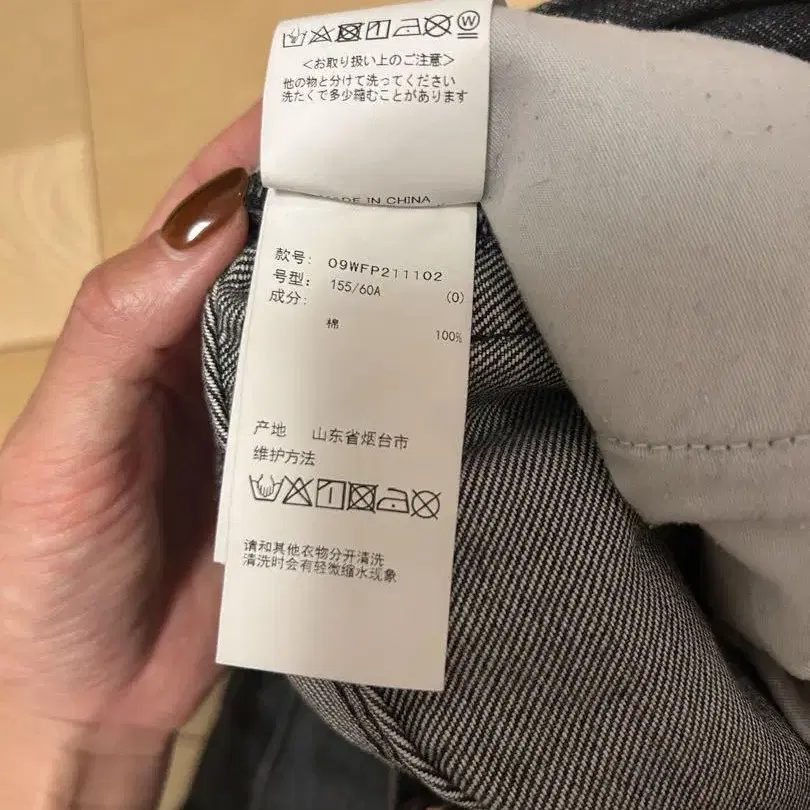 W
<お取り扱い上のご注意>
他の物と分けて洗ってください
洗たくで多少縮むことがあります
MADE IN CHINA
款号: 09WFP211102
号型: 155/60A (0)
成分:
棉 100%
产地 山东省烟台市
维护方法
请和其他衣物分开清洗
清洗时会有轻微缩水现象